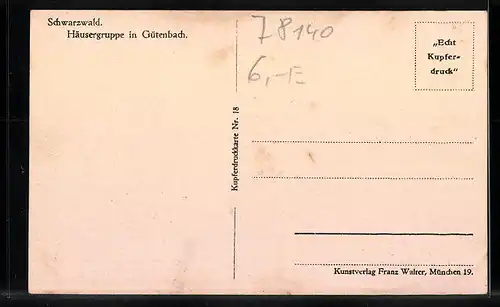 Schwarzwald.
Häusergruppe in Gütenbach.
78140
6,-E
„Echt
Kupfer-
druck“
Kupferdruckkarte Nr. 18
Kunstverlag Franz Walter, München 19.